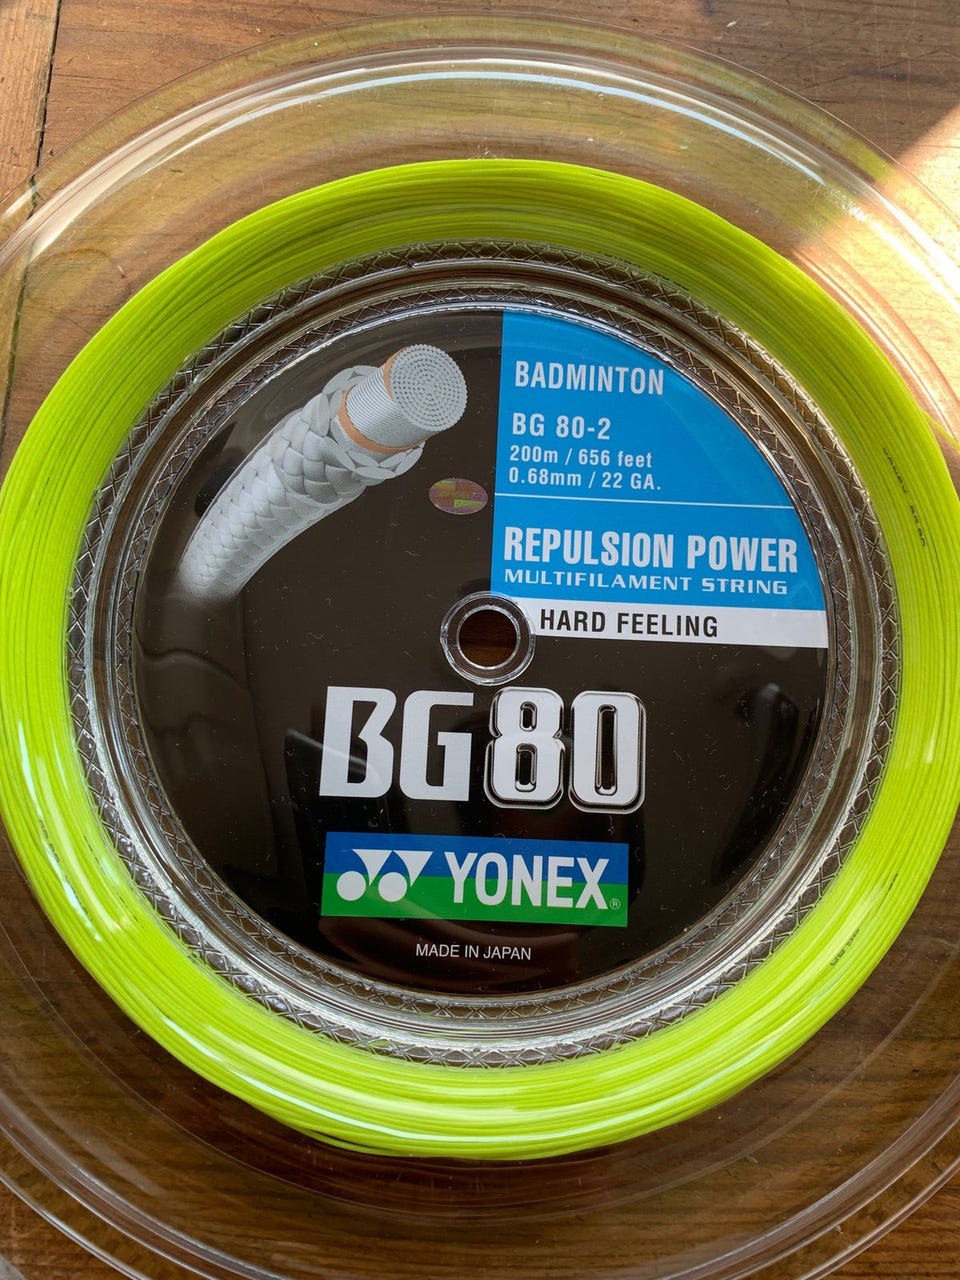 BADMINTON
BG 80-2
200m / 656 feet
0.68mm / 22 GA.
REPULSION POWER
MULTIFILAMENT STRING
HARD FEELING
BG80
YONEX®
MADE IN JAPAN